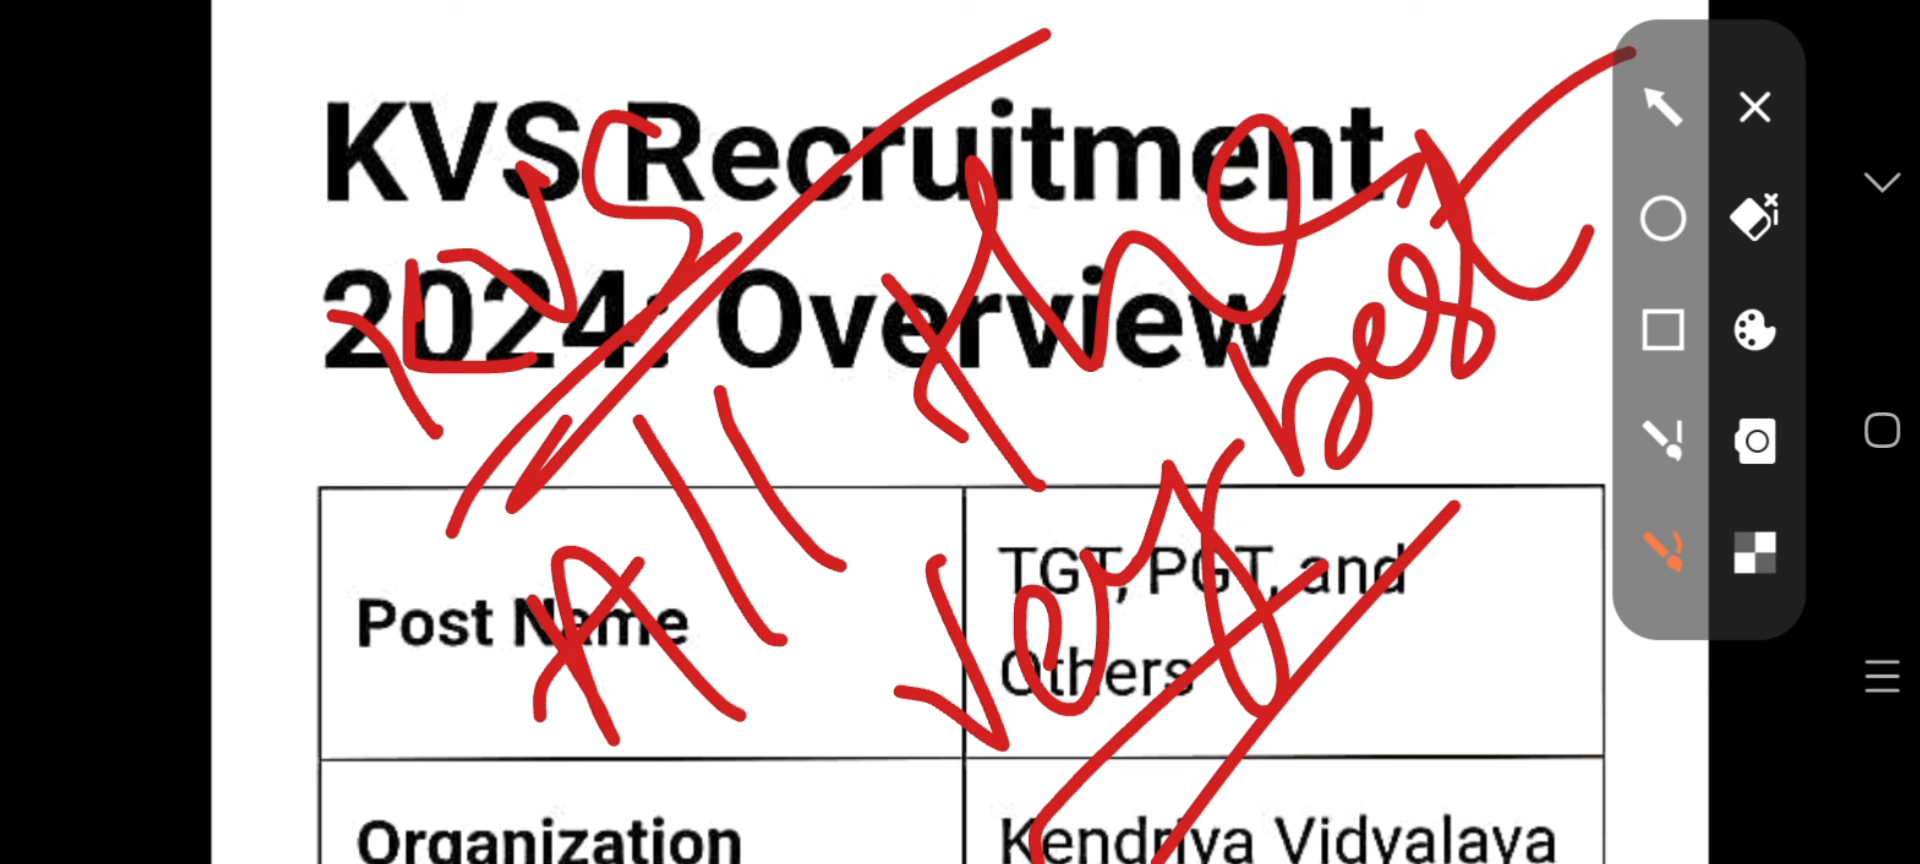 KVS Recruitment
2024: Overview
KVS
All the very best
Post Name
TGT, PGT, and
Others
Organization
Kendriya Vidyalaya